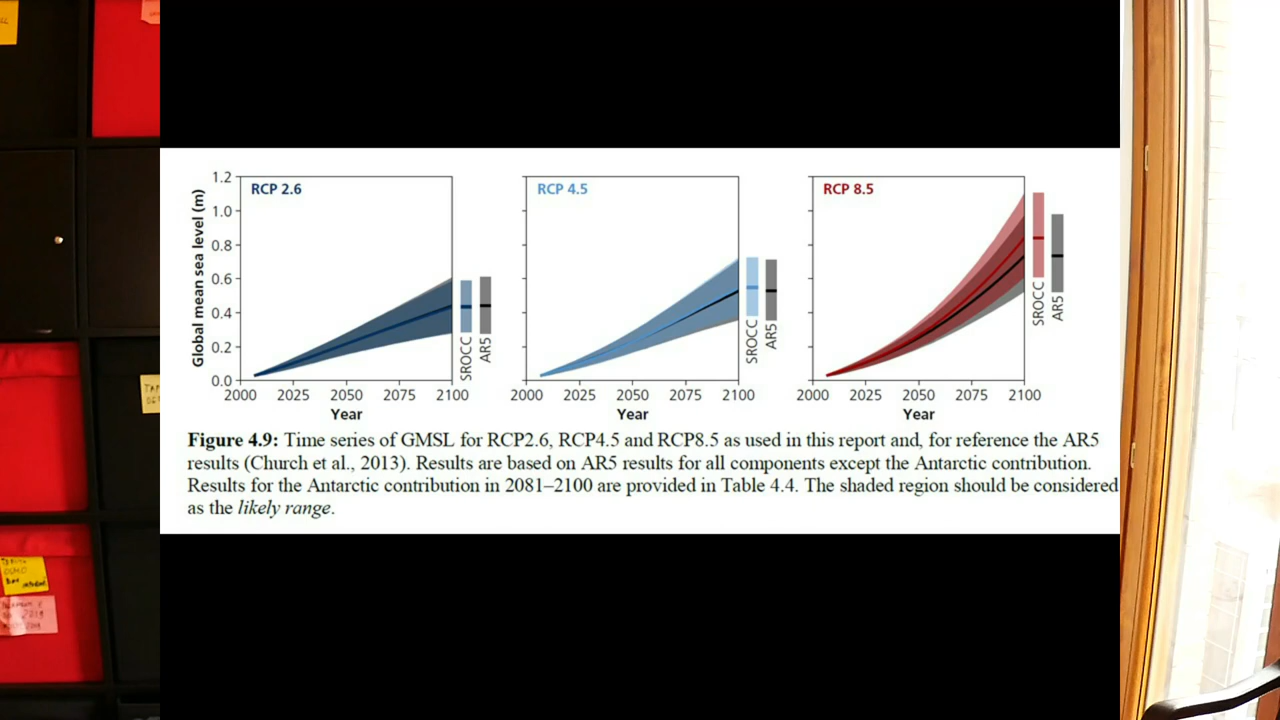 RCP 2.6
RCP 4.5
RCP 8.5
Global mean sea level (m)
1.2
1.0
0.8
0.6
0.4
0.2
0.0
2000 2025 2050 2075 2100
Year
SROCC
AR5
2000 2025 2050 2075 2100
Year
SROCC
AR5
2000 2025 2050 2075 2100
Year
SROCC
AR5
Figure 4.9: Time series of GMSL for RCP2.6, RCP4.5 and RCP8.5 as used in this report and, for reference the AR5
results (Church et al., 2013). Results are based on AR5 results for all components except the Antarctic contribution.
Results for the Antarctic contribution in 2081–2100 are provided in Table 4.4. The shaded region should be considered
as the likely range.